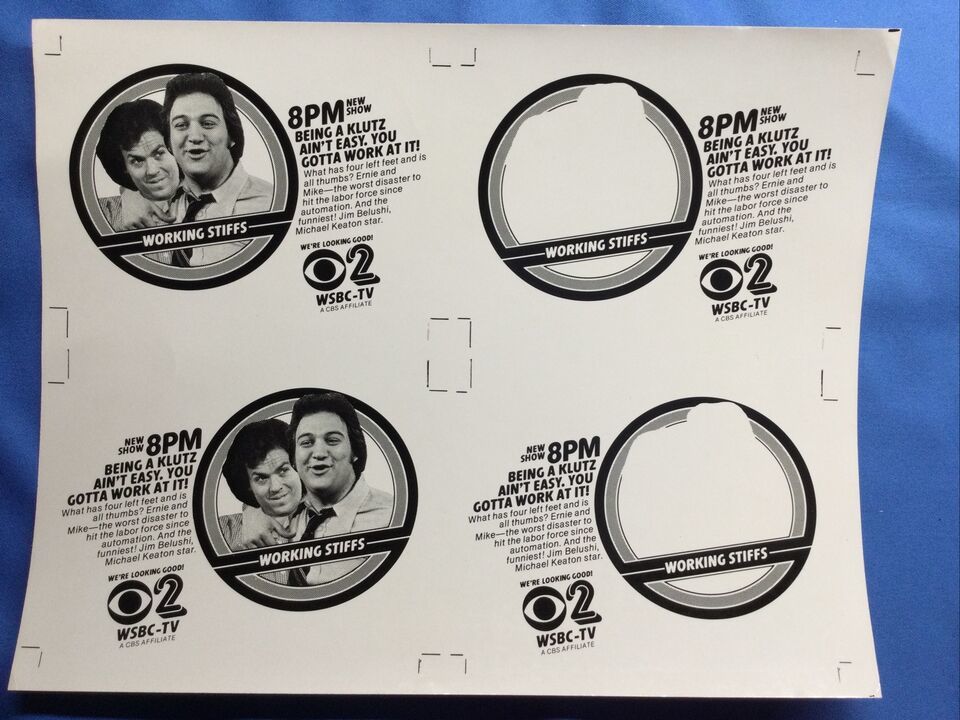 8PM NEW SHOW
BEING A KLUTZ
AIN'T EASY. YOU
GOTTA WORK AT IT!
What has four left feet and is
all thumbs? Ernie and
Mike—the worst disaster to
hit the labor force since
automation. And the
funniest! Jim Belushi,
Michael Keaton star.
WORKING STIFFS
WE'RE LOOKING GOOD!
2
WSBC-TV
A CBS AFFILIATE
8PM NEW SHOW
BEING A KLUTZ
AIN'T EASY. YOU
GOTTA WORK AT IT!
What has four left feet and is
all thumbs? Ernie and
Mike—the worst disaster to
hit the labor force since
automation. And the
funniest! Jim Belushi,
Michael Keaton star.
WORKING STIFFS
WE'RE LOOKING GOOD!
2
WSBC-TV
A CBS AFFILIATE
NEW SHOW 8PM
BEING A KLUTZ
AIN'T EASY. YOU
GOTTA WORK AT IT!
What has four left feet and is
all thumbs? Ernie and
Mike—the worst disaster to
hit the labor force since
automation. And the
funniest! Jim Belushi,
Michael Keaton star.
WORKING STIFFS
WE'RE LOOKING GOOD!
2
WSBC-TV
A CBS AFFILIATE
NEW SHOW 8PM
BEING A KLUTZ
AIN'T EASY. YOU
GOTTA WORK AT IT!
What has four left feet and is
all thumbs? Ernie and
Mike—the worst disaster to
hit the labor force since
automation. And the
funniest! Jim Belushi,
Michael Keaton star.
WORKING STIFFS
WE'RE LOOKING GOOD!
2
WSBC-TV
A CBS AFFILIATE